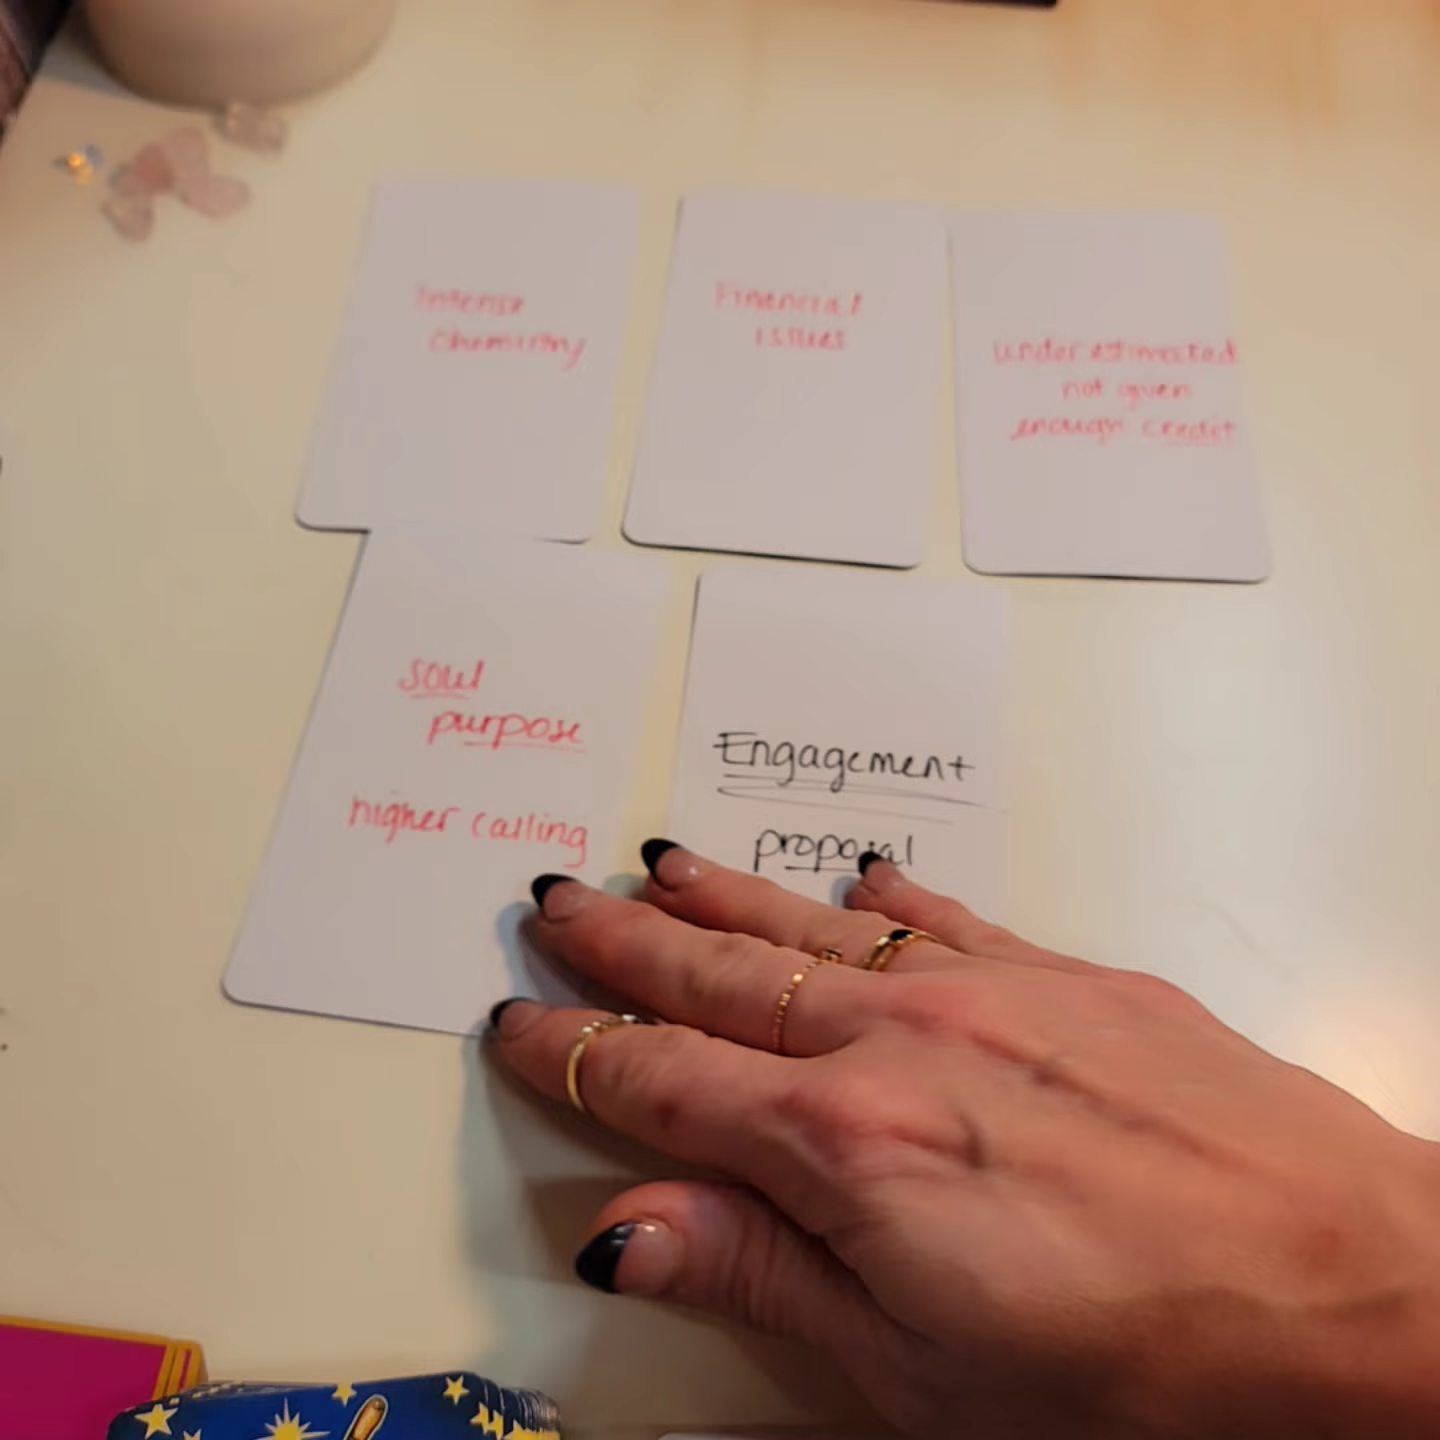 Intense
chemistry
Financial
issues
underestimated
not given
enough credit
soul
purpose
higher calling
Engagement
proposal